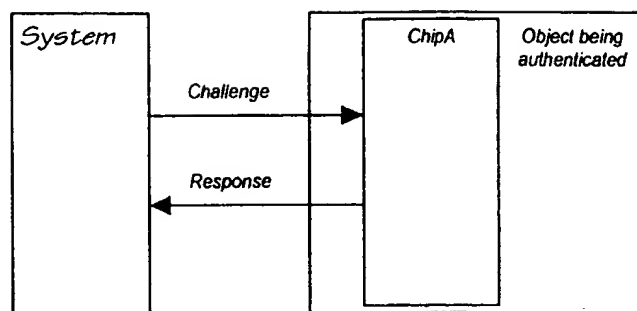 System
ChipA
Object being
authenticated
Challenge
Response